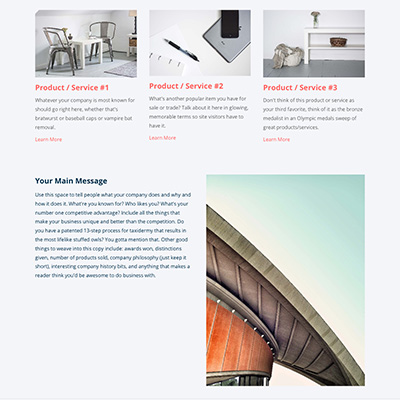 Product / Service #1
Whatever your company is most known for
should go right here, whether that's
bratwurst or baseball caps or vampire bat
removal.
Learn More
Product / Service #2
What's another popular item you have for
sale or trade? Talk about it here in glowing,
memorable terms so site visitors have to
have it.
Learn More
Product / Service #3
Don't think of this product or service as
your third favorite, think of it as the bronze
medalist in an Olympic medals sweep of
great products/services.
Learn More
Your Main Message
Use this space to tell people what your company does and why and
how it does it. What're you known for? Who likes you? What's your
number one competitive advantage? Include all the things that
make your business unique and better than the competition. Do
you have a patented 13-step process for taxidermy that results in
the most lifelike stuffed owls? You gotta mention that. Other good
things to weave into this copy include: awards won, distinctions
given, number of products sold, company philosophy (just keep it
short), interesting company history bits, and anything that makes a
reader think you'd be awesome to do business with.